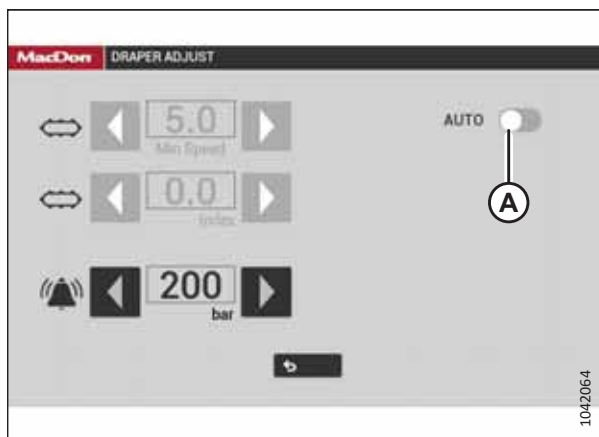 MacDon DRAPER ADJUST
5.0
Min Speed
AUTO
A
0.0
Index
200
bar
1042064